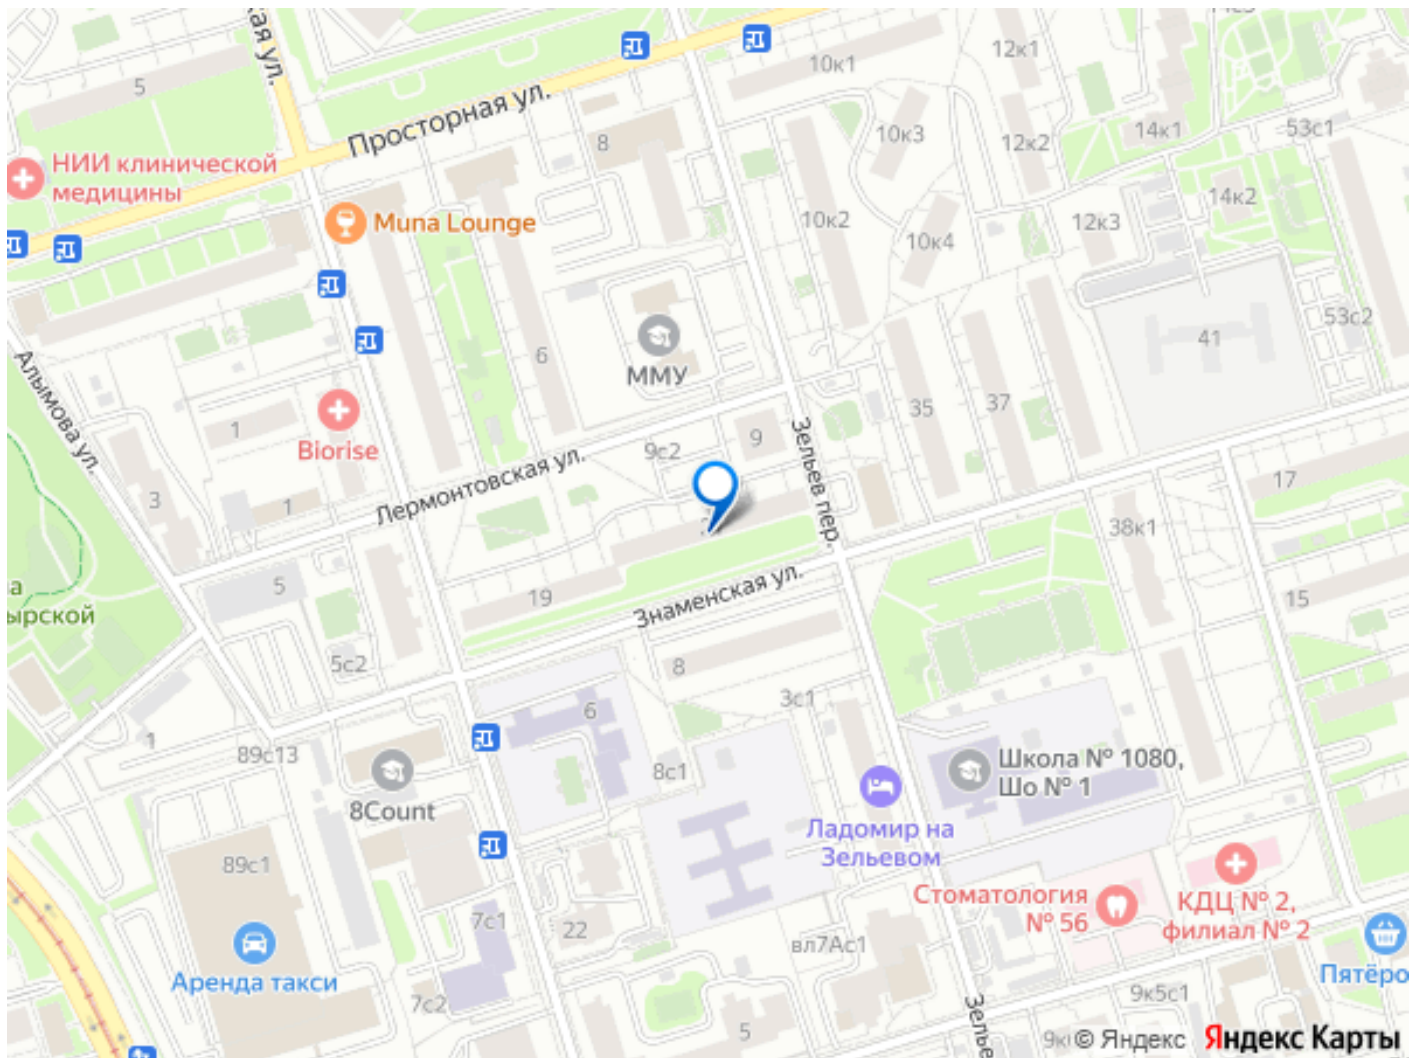 5
Просторная ул.
8
10к1
12к1
10к3
12к2
14к1
53с1
НИИ клинической
медицины
Muna Lounge
10к2
10к4
12к3
14к2
53с2
41
6
ММУ
Алымова ул.
Biorise
1
35
37
Зельев пер.
9
9с2
Лермонтовская ул.
3
1
17
38к1
5
19
Знаменская ул.
15
5с2
8
3с1
6
1
89с13
8Count
8с1
Школа № 1080,
Шо № 1
Ладомир на
Зельевом
89с1
Стоматология
№ 56
КДЦ № 2,
филиал № 2
7с1
22
вл7Ас1
Аренда такси
Пятёро
7с2
5
9к5с1
Зелье
© Яндекс
Яндекс Карты